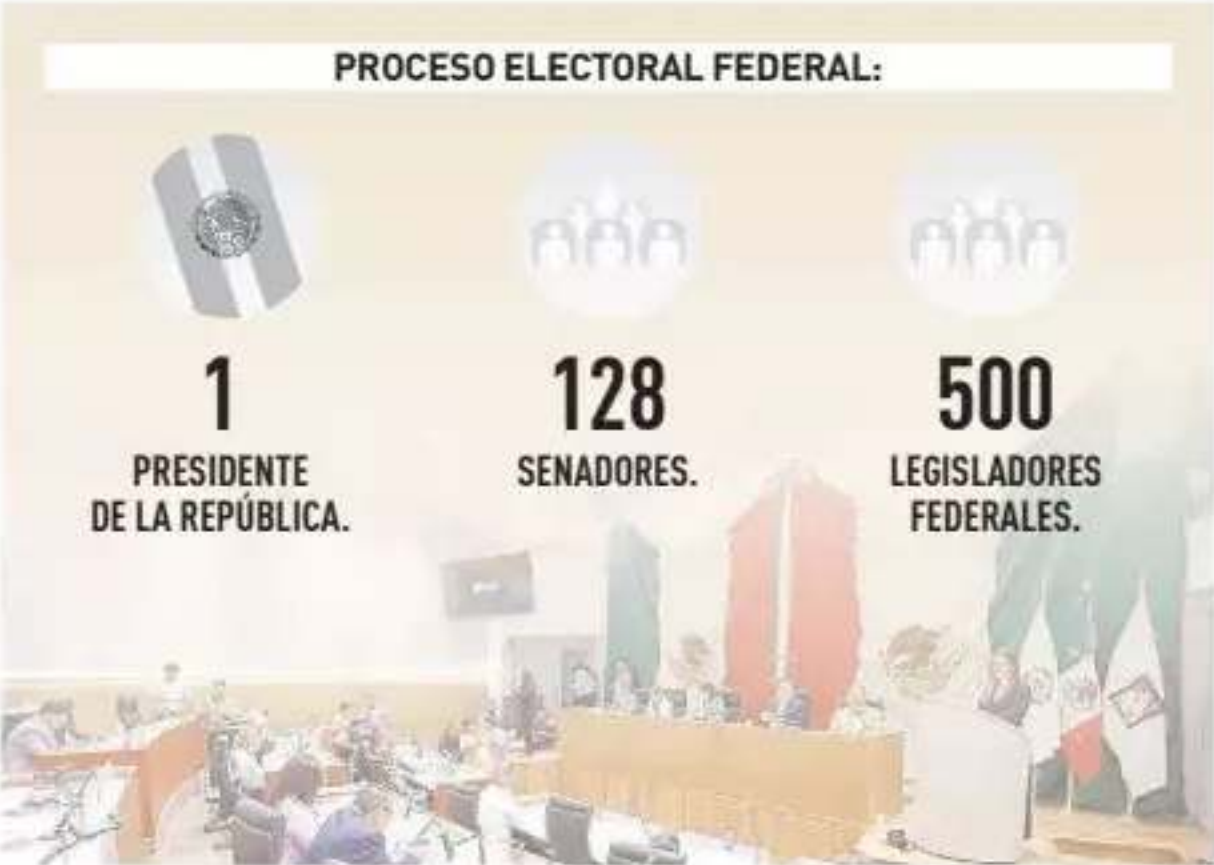 PROCESO ELECTORAL FEDERAL:
1
PRESIDENTE
DE LA REPÚBLICA.
128
SENADORES.
500
LEGISLADORES
FEDERALES.